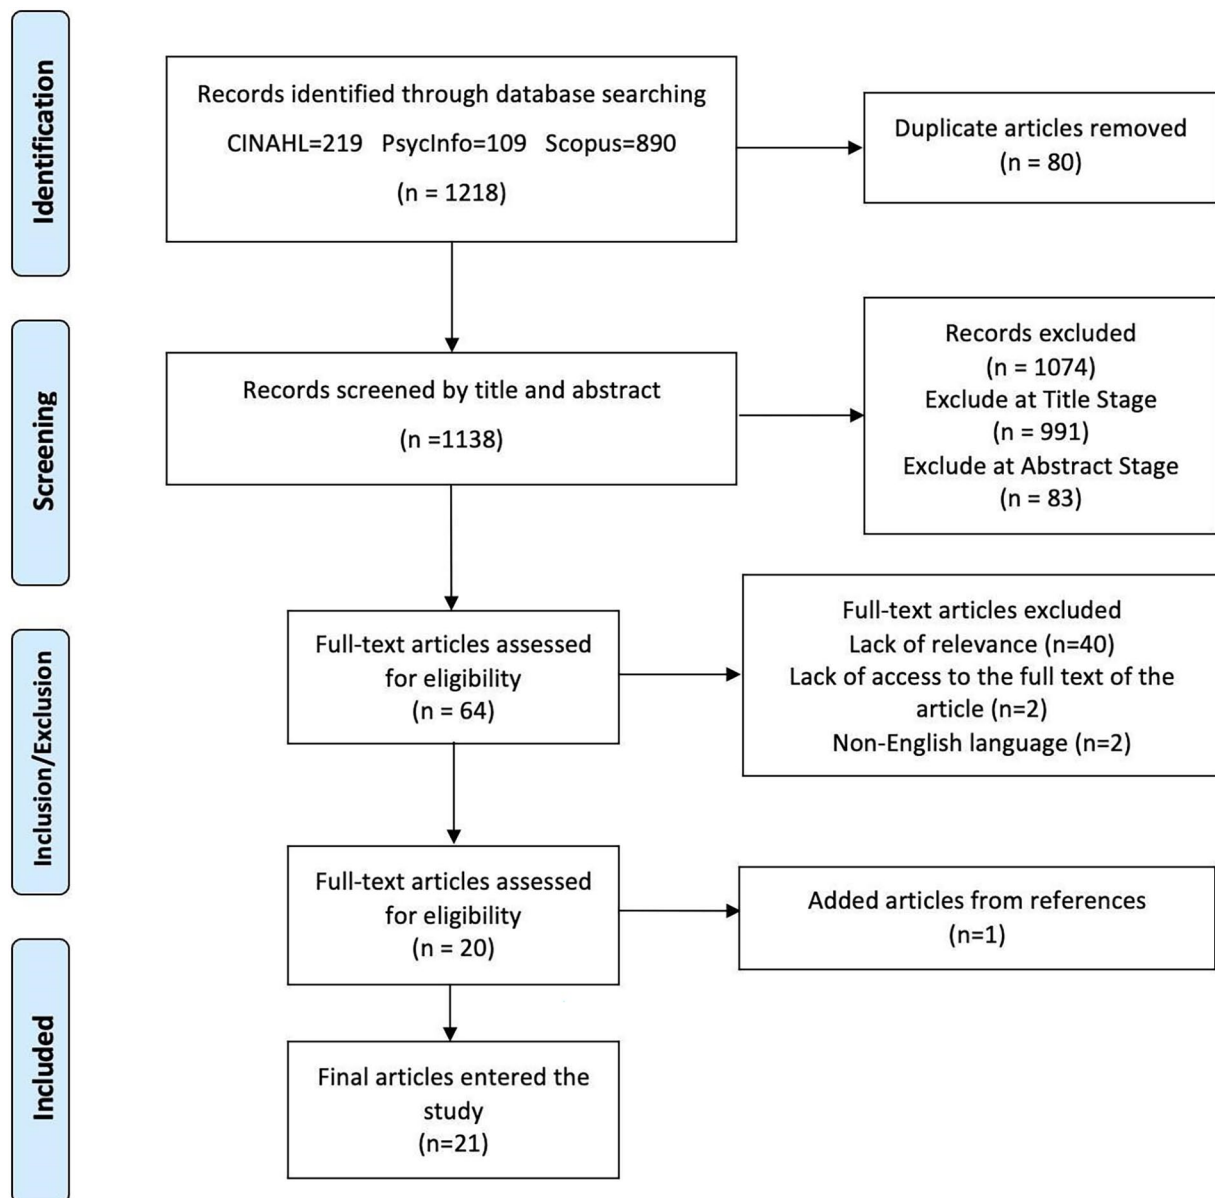 Identification
Records identified through database searching
CINAHL=219 PsycInfo=109 Scopus=890
(n = 1218)
Duplicate articles removed
(n = 80)
Screening
Records screened by title and abstract
(n =1138)
Records excluded
(n = 1074)
Exclude at Title Stage
(n = 991)
Exclude at Abstract Stage
(n = 83)
Inclusion/Exclusion
Full-text articles assessed
for eligibility
(n = 64)
Full-text articles excluded
Lack of relevance (n=40)
Lack of access to the full text of the
article (n=2)
Non-English language (n=2)
Full-text articles assessed
for eligibility
(n = 20)
Added articles from references
(n=1)
Included
Final articles entered the
study
(n=21)